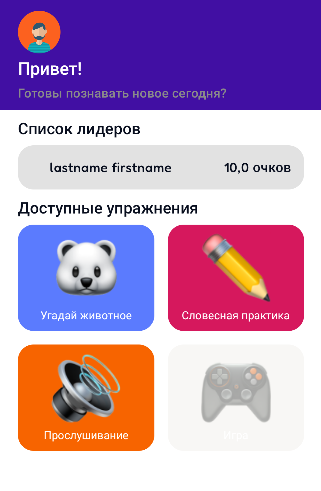 Привет!
Готовы познавать новое сегодня?
Список лидеров
lastname firstname 10,0 очков
Доступные упражнения
Угадай животное
Словесная практика
Прослушивание
Игра